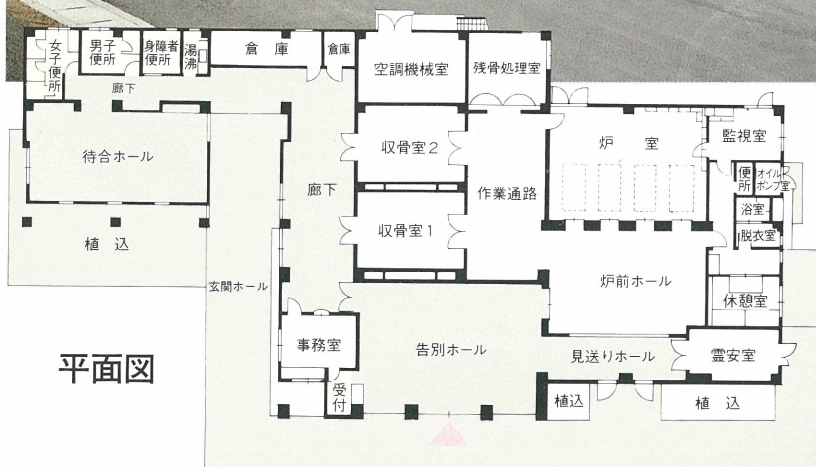 女子便所
男子便所
身障者便所
湯沸
倉庫
倉庫
空調機械室
残骨処理室
廊下
待合ホール
収骨室2
廊下
作業通路
炉室
監視室
便所
オイルポンプ室
浴室
脱衣室
収骨室1
植込
玄関ホール
炉前ホール
休憩室
事務室
告別ホール
見送りホール
霊安室
平面図
受付
植込
植込